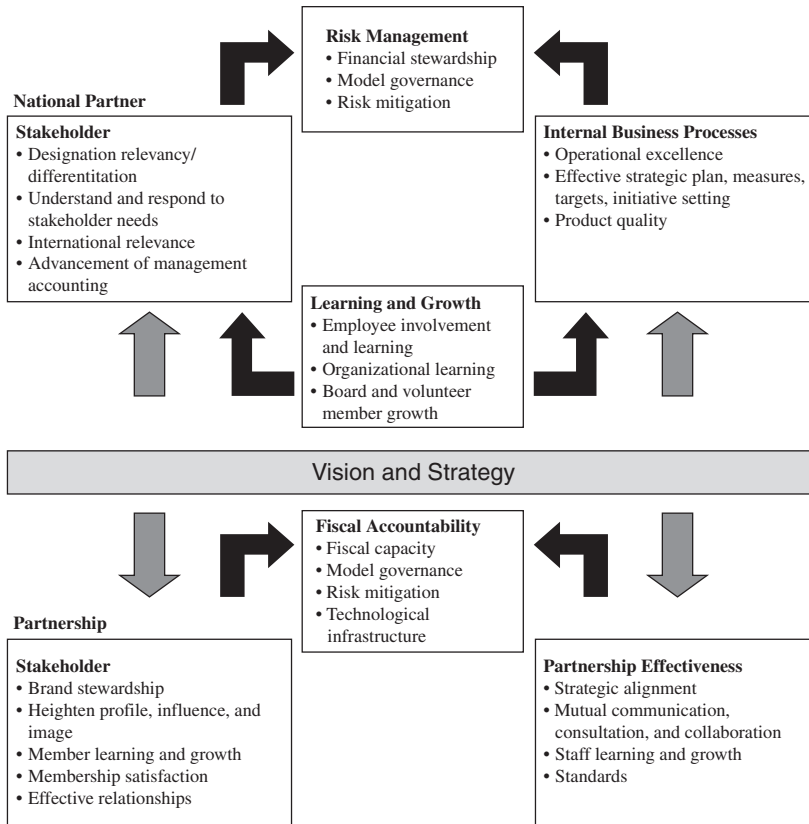 Risk Management
• Financial stewardship
• Model governance
• Risk mitigation
National Partner
Stakeholder
• Designation relevancy/
differentitation
• Understand and respond to
stakeholder needs
• International relevance
• Advancement of management
accounting
Internal Business Processes
• Operational excellence
• Effective strategic plan, measures,
targets, initiative setting
• Product quality
Learning and Growth
• Employee involvement
and learning
• Organizational learning
• Board and volunteer
member growth
Vision and Strategy
Fiscal Accountability
• Fiscal capacity
• Model governance
• Risk mitigation
• Technological
infrastructure
Partnership
Stakeholder
• Brand stewardship
• Heighten profile, influence, and
image
• Member learning and growth
• Membership satisfaction
• Effective relationships
Partnership Effectiveness
• Strategic alignment
• Mutual communication,
consultation, and collaboration
• Staff learning and growth
• Standards